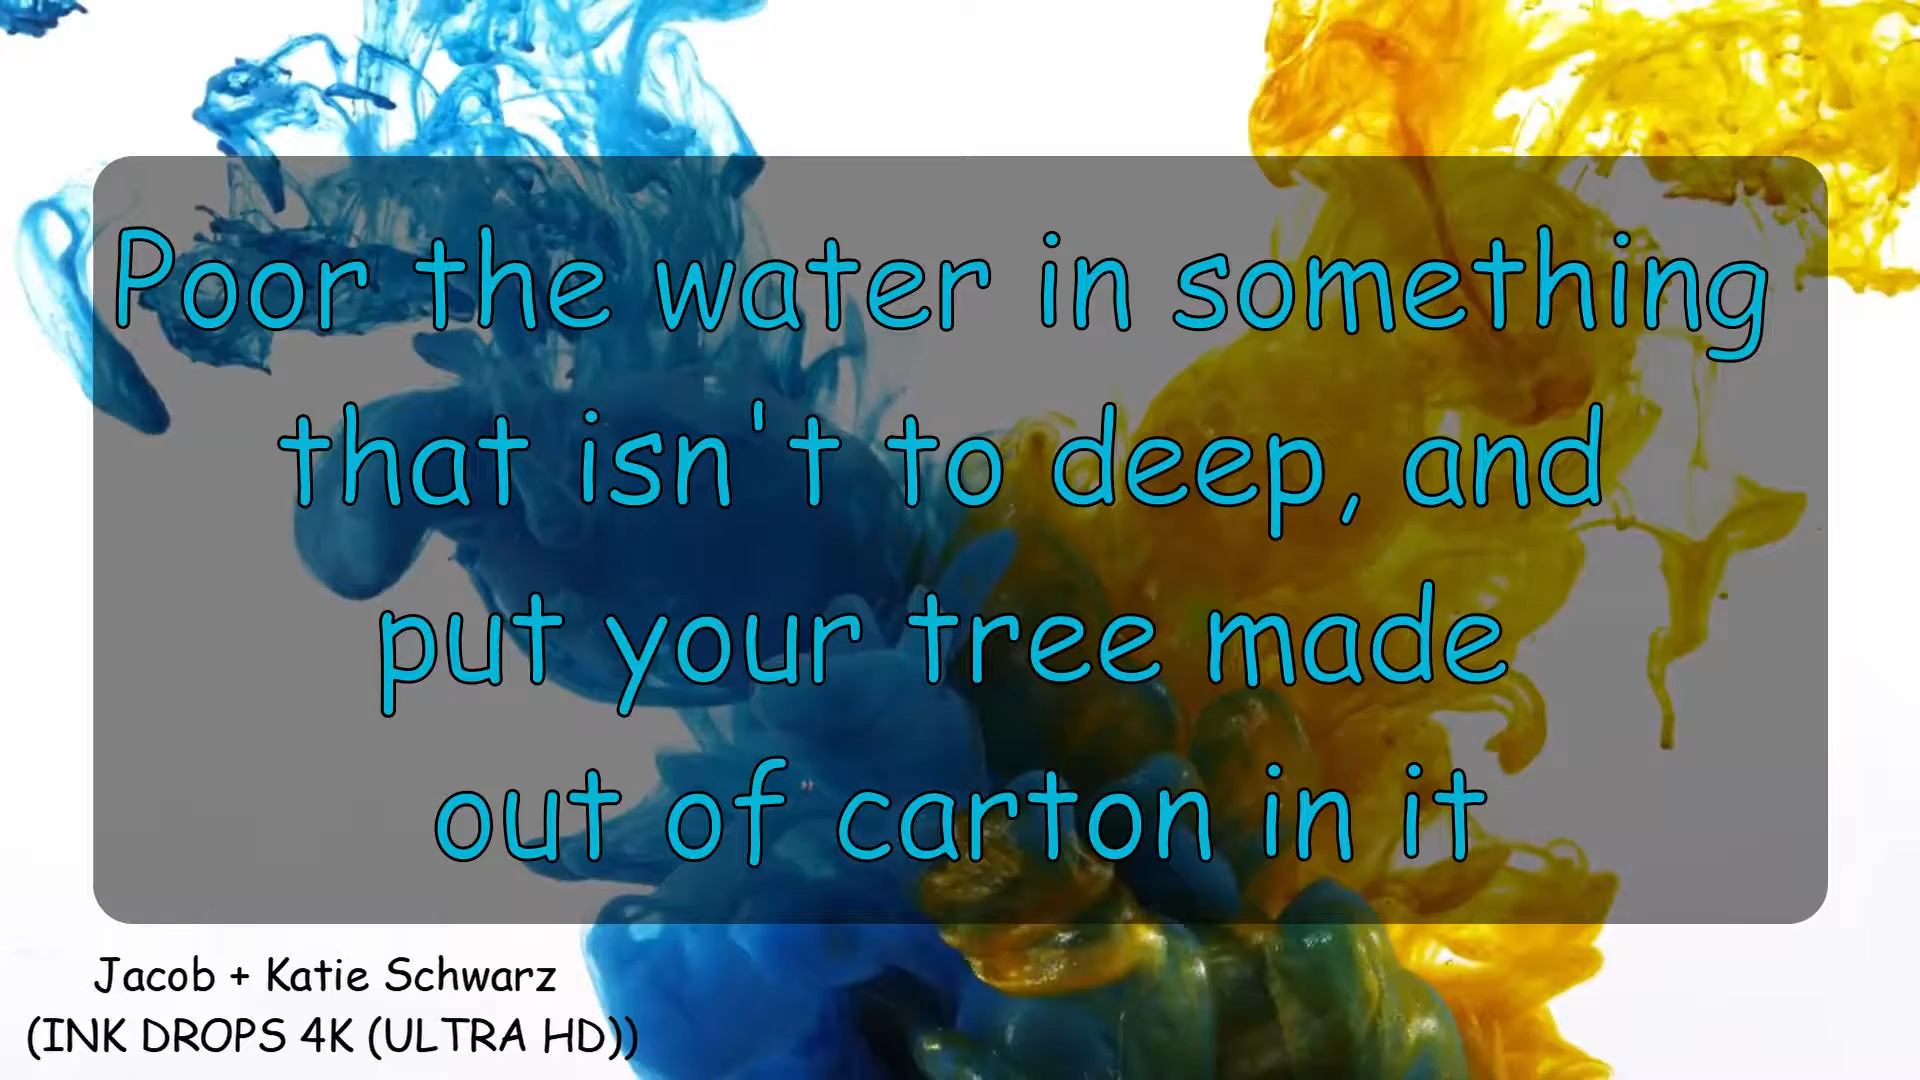 Poor the water in something
that isn't to deep, and
put your tree made
out of carton in it
Jacob + Katie Schwarz
(INK DROPS 4K (ULTRA HD))